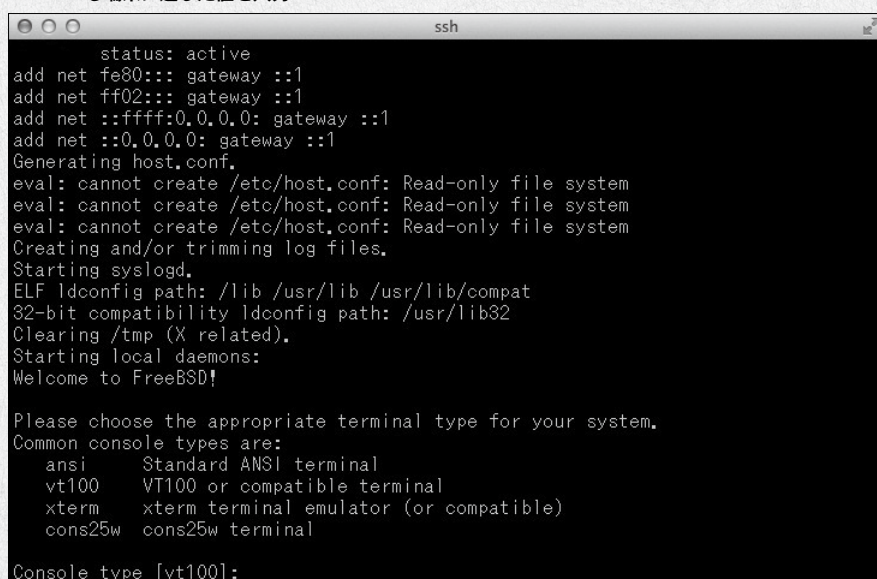 ssh
status: active
add net fe80::: gateway ::1
add net ff02::: gateway ::1
add net ::ffff:0.0.0.0: gateway ::1
add net ::0.0.0.0: gateway ::1
Generating host.conf.
eval: cannot create /etc/host.conf: Read-only file system
eval: cannot create /etc/host.conf: Read-only file system
eval: cannot create /etc/host.conf: Read-only file system
Creating and/or trimming log files.
Starting syslogd.
ELF ldconfig path: /lib /usr/lib /usr/lib/compat
32-bit compatibility ldconfig path: /usr/lib32
Clearing /tmp (X related).
Starting local daemons:
Welcome to FreeBSD!
Please choose the appropriate terminal type for your system.
Common console types are:
ansi Standard ANSI terminal
vt100 VT100 or compatible terminal
xterm xterm terminal emulator (or compatible)
cons25w cons25w terminal
Console type [vt100]: